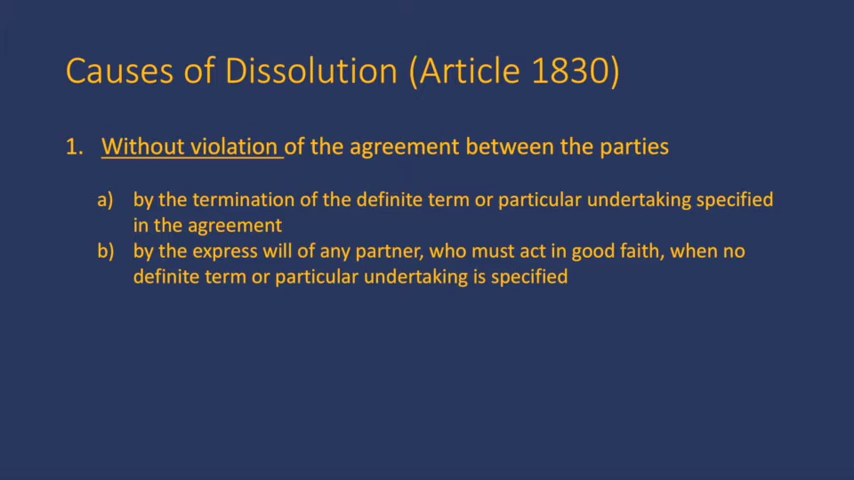 Causes of Dissolution (Article 1830)
1. Without violation of the agreement between the parties
a) by the termination of the definite term or particular undertaking specified
in the agreement
b) by the express will of any partner, who must act in good faith, when no
definite term or particular undertaking is specified